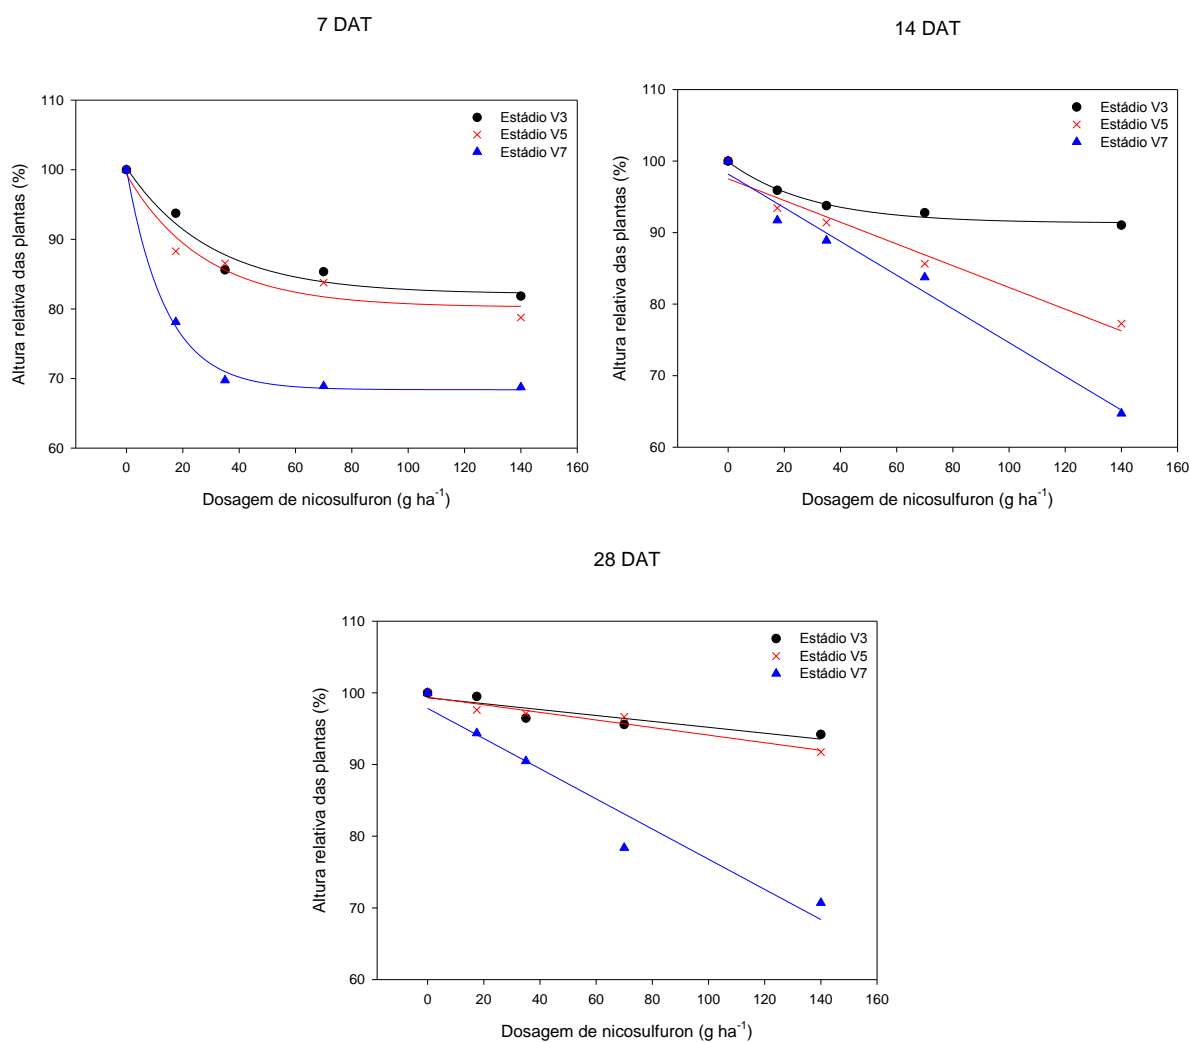 7 DAT
110
100
90
80
70
60
Altura relativa das plantas (%)
Estádio V3
Estádio V5
Estádio V7
0 20 40 60 80 100 120 140 160
Dosagem de nicosulfuron (g ha⁻¹)
14 DAT
110
100
90
80
70
60
Altura relativa das plantas (%)
Estádio V3
Estádio V5
Estádio V7
0 20 40 60 80 100 120 140 160
Dosagem de nicosulfuron (g ha⁻¹)
28 DAT
110
100
90
80
70
60
Altura relativa das plantas (%)
Estádio V3
Estádio V5
Estádio V7
0 20 40 60 80 100 120 140 160
Dosagem de nicosulfuron (g ha⁻¹)